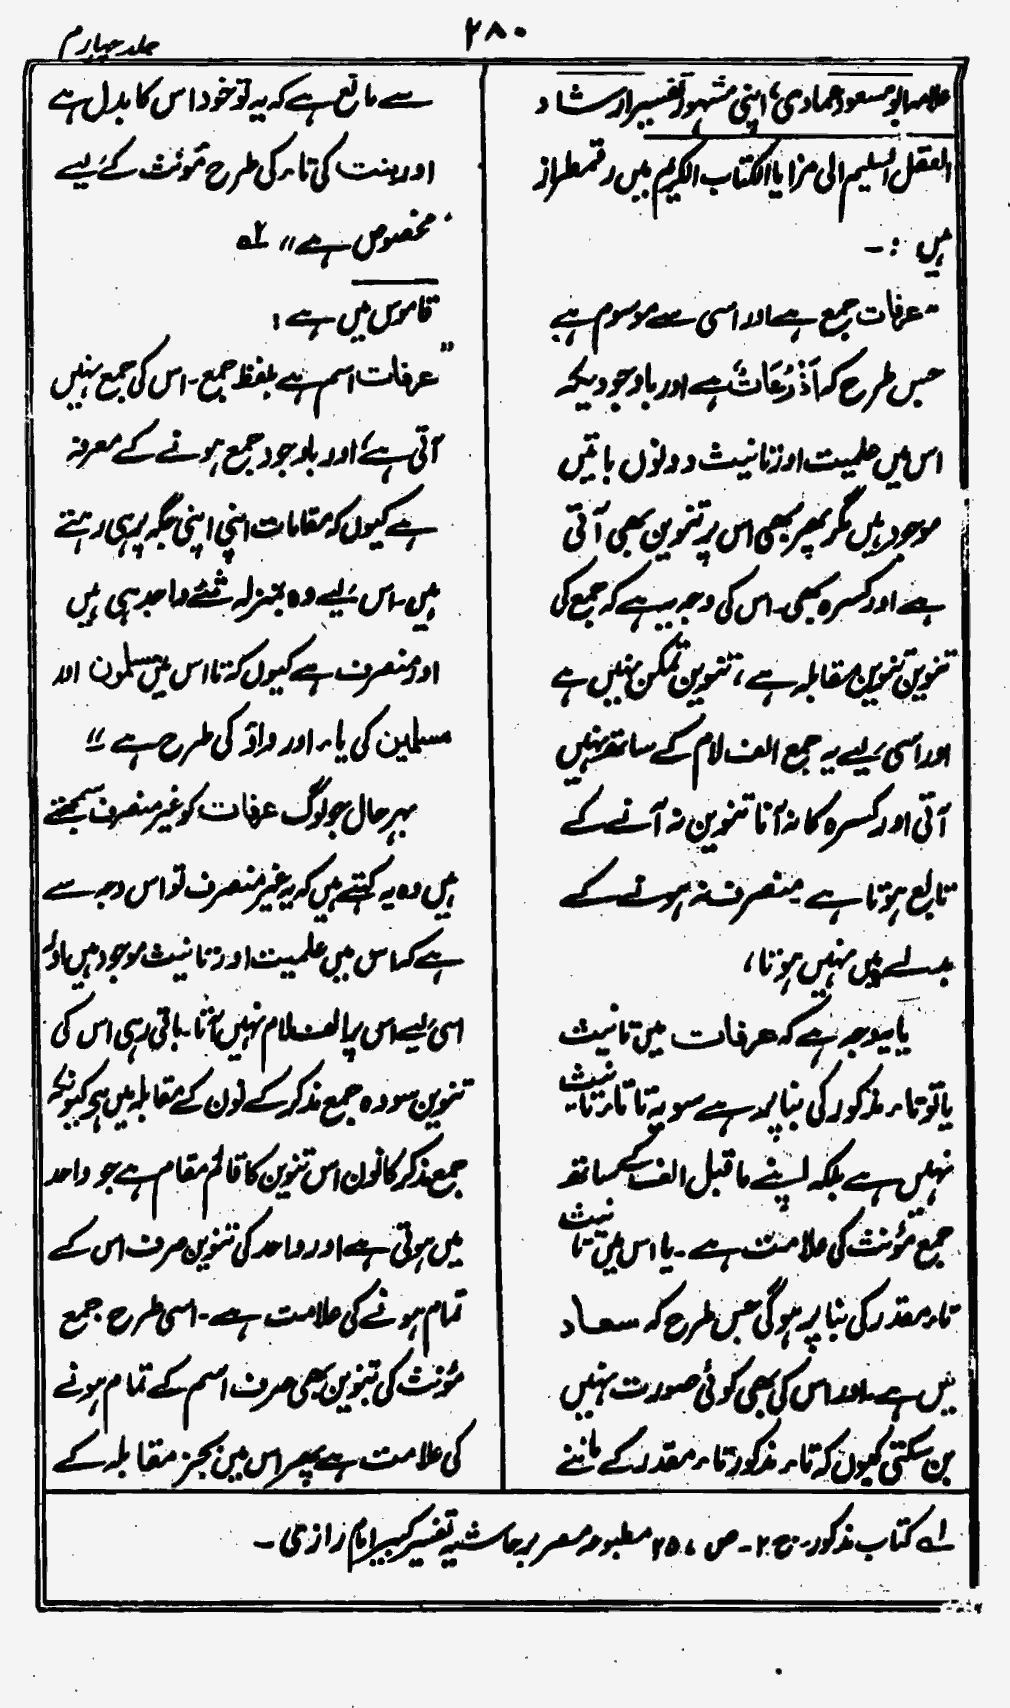 ۲۸۰
جلد چہارم
علامہ ابو مسعود عمادی، اپنی مشہور تفسیر ارشاد
العقل السلیم الی مزایا الکتاب الکریم میں رقمطراز
ہیں :-
"عرفات جمع ہے اور اسی سے موسوم ہے
جس طرح کہ اَذْرُعَاتٌ ہے اور باوجودیکہ
اس میں علمیت اور تانیث دونوں باتیں
موجود ہیں مگر پھر بھی اس پر تنوین بھی آتی
ہے اور کسرہ بھی۔ اس کی وجہ یہ ہے کہ جمع کی
تنوین تنوین مقابلہ ہے، تنوین تمکن نہیں ہے
اور اسی لیے یہ جمع الف لام کے ساتھ نہیں
آتی اور کسرہ کا نہ آنا تنوین نہ آنے کے
تابع ہوتا ہے منصرف نہ ہونے کے
بدلے میں نہیں ہوتا،
یا یہ وجہ ہے کہ عرفات میں تانیث
یا تو تاء مذکور کی بنا پر ہے سو یہ تا تاء تانیث
نہیں ہے بلکہ اپنے ماقبل الف کے ساتھ
جمع مؤنث کی علامت ہے۔ یا اس میں تانیث
تاء مقدر کی بنا پر ہو گی جس طرح کہ سعاد
میں ہے۔ اور اس کی بھی کوئی صورت نہیں
بن سکتی کیوں کہ تاء مذکور تاء مقدر کے ماننے
سے مانع ہے کہ یہ تو خود اس کا بدل ہے
اور بنت کی تاء کی طرح مؤنث کے لیے
مخصوص ہے" لے
قاموس میں ہے :
"عرفات اسم ہے بلفظ جمع۔ اس کی جمع نہیں
آتی ہے، اور باوجود جمع ہونے کے معرفہ
ہے کیوں کہ مقامات اپنی اپنی جگہ پر ہی رہتے
ہیں۔ اس لیے وہ بمنزلہ شئے واحد ہی ہیں
اور منصرف ہے کیوں کہ تا اس میں مسلمون اور
مسلمین کی یاء اور واؤ کی طرح ہے"
بہرحال جو لوگ عرفات کو غیر منصرف سمجھتے
ہیں وہ یہ کہتے ہیں کہ یہ غیر منصرف تو اس وجہ سے
ہے کہ اس میں علمیت اور تانیث موجود ہیں اور
اسی لیے اس پر الف لام نہیں آتا۔ باقی رہی اس کی
تنوین سو وہ جمع مذکر کے نون کے مقابلہ میں ہے کیونکہ
جمع مذکر کا نون اس تنوین کا قائم مقام ہے جو واحد
میں ہوتی ہے اور واحد کی تنوین صرف اس کے
تمام ہونے کی علامت ہے۔ اسی طرح جمع
مؤنث کی تنوین بھی صرف اسم کے تمام ہونے
کی علامت ہے پھر اس میں بجز مقابلہ کے
لے کتاب مذکور۔ ج ۲۔ ص ۲۵۷، مطبوعہ مصر برحاشیہ تفسیر کبیر امام رازی۔